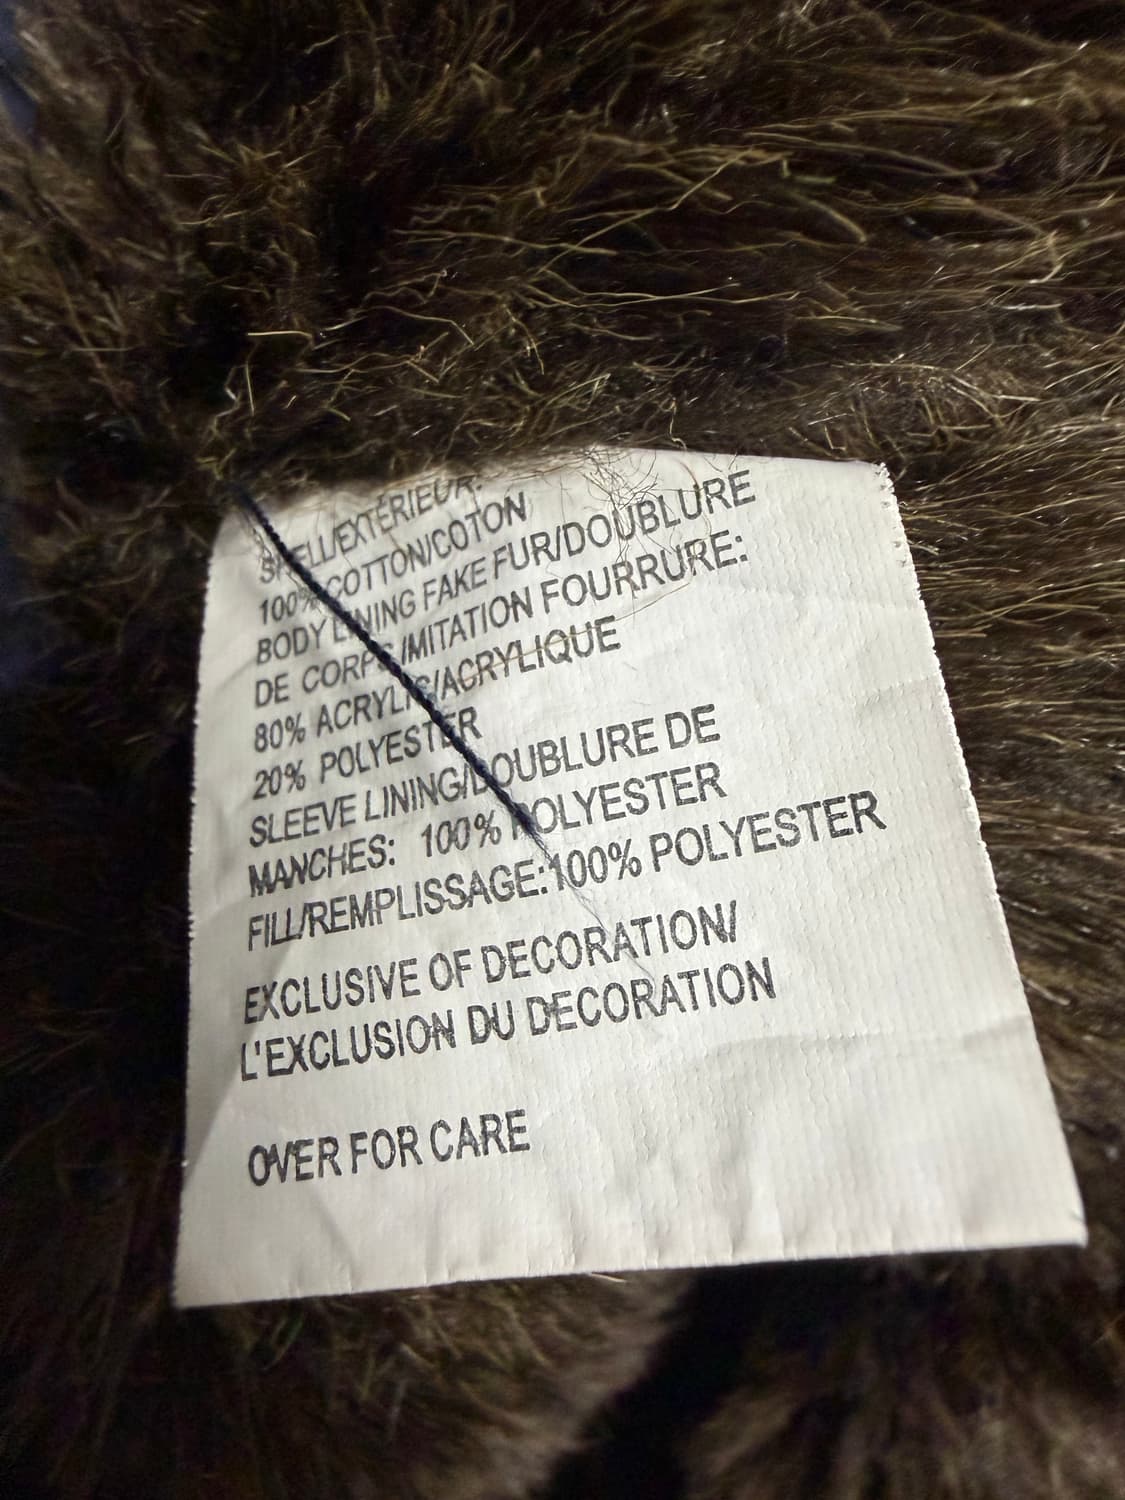 SHELL/EXTÉRIEUR:
100% COTTON/COTON
BODY LINING FAKE FUR/DOUBLURE
DE CORPS/IMITATION FOURRURE:
80% ACRYLIC/ACRYLIQUE
20% POLYESTER
SLEEVE LINING/DOUBLURE DE
MANCHES: 100% POLYESTER
FILL/REMPLISSAGE:100% POLYESTER
EXCLUSIVE OF DECORATION/
L'EXCLUSION DU DECORATION
OVER FOR CARE